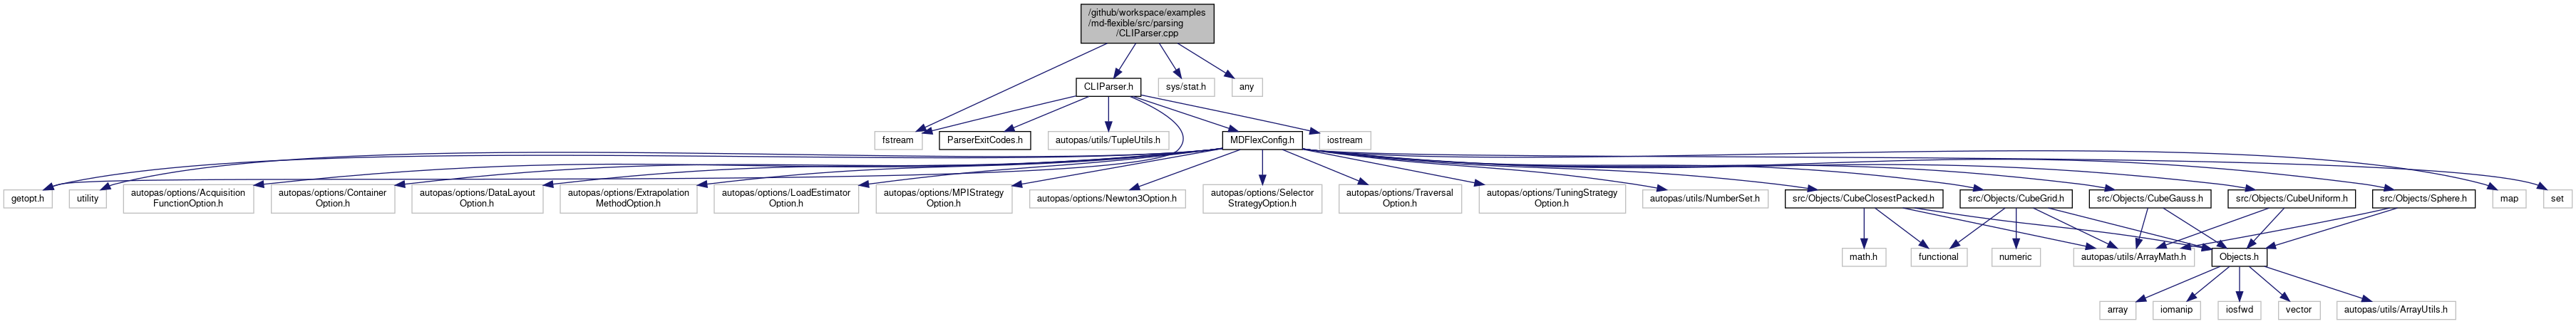 /github/workspace/examples
/md-flexible/src/parsing
/CLIParser.cpp
CLIParser.h
sys/stat.h
any
fstream
ParserExitCodes.h
autopas/utils/TupleUtils.h
MDFlexConfig.h
iostream
getopt.h
utility
autopas/options/Acquisition
FunctionOption.h
autopas/options/Container
Option.h
autopas/options/DataLayout
Option.h
autopas/options/Extrapolation
MethodOption.h
autopas/options/LoadEstimator
Option.h
autopas/options/MPIStrategy
Option.h
autopas/options/Newton3Option.h
autopas/options/Selector
StrategyOption.h
autopas/options/Traversal
Option.h
autopas/options/TuningStrategy
Option.h
autopas/utils/NumberSet.h
src/Objects/CubeClosestPacked.h
src/Objects/CubeGrid.h
src/Objects/CubeGauss.h
src/Objects/CubeUniform.h
src/Objects/Sphere.h
map
set
math.h
functional
numeric
autopas/utils/ArrayMath.h
Objects.h
array
iomanip
iosfwd
vector
autopas/utils/ArrayUtils.h